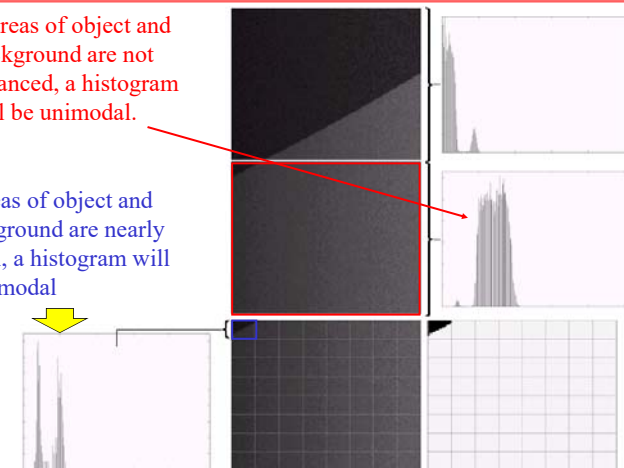 reas of object and
kground are not
anced, a histogram
l be unimodal.
as of object and
ground are nearly
, a histogram will
modal